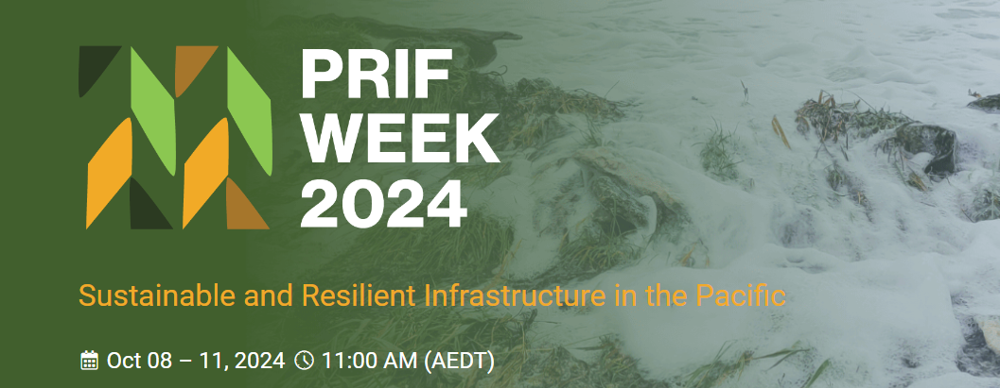 PRIF
WEEK
2024
Sustainable and Resilient Infrastructure in the Pacific
Oct 08 – 11, 2024 11:00 AM (AEDT)